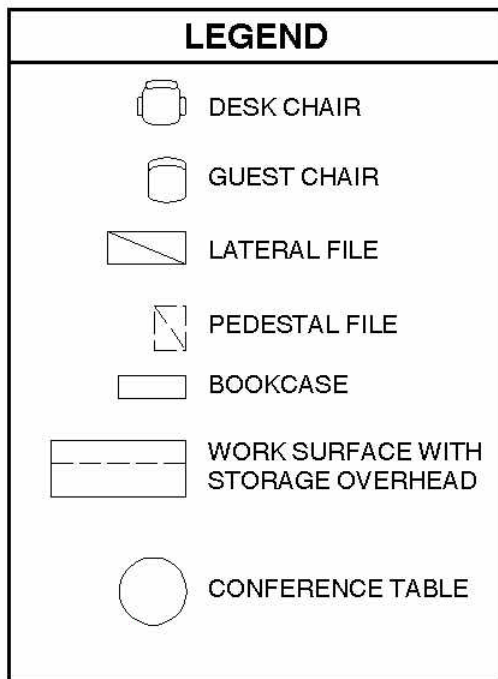 LEGEND
DESK CHAIR
GUEST CHAIR
LATERAL FILE
PEDESTAL FILE
BOOKCASE
WORK SURFACE WITH
STORAGE OVERHEAD
CONFERENCE TABLE